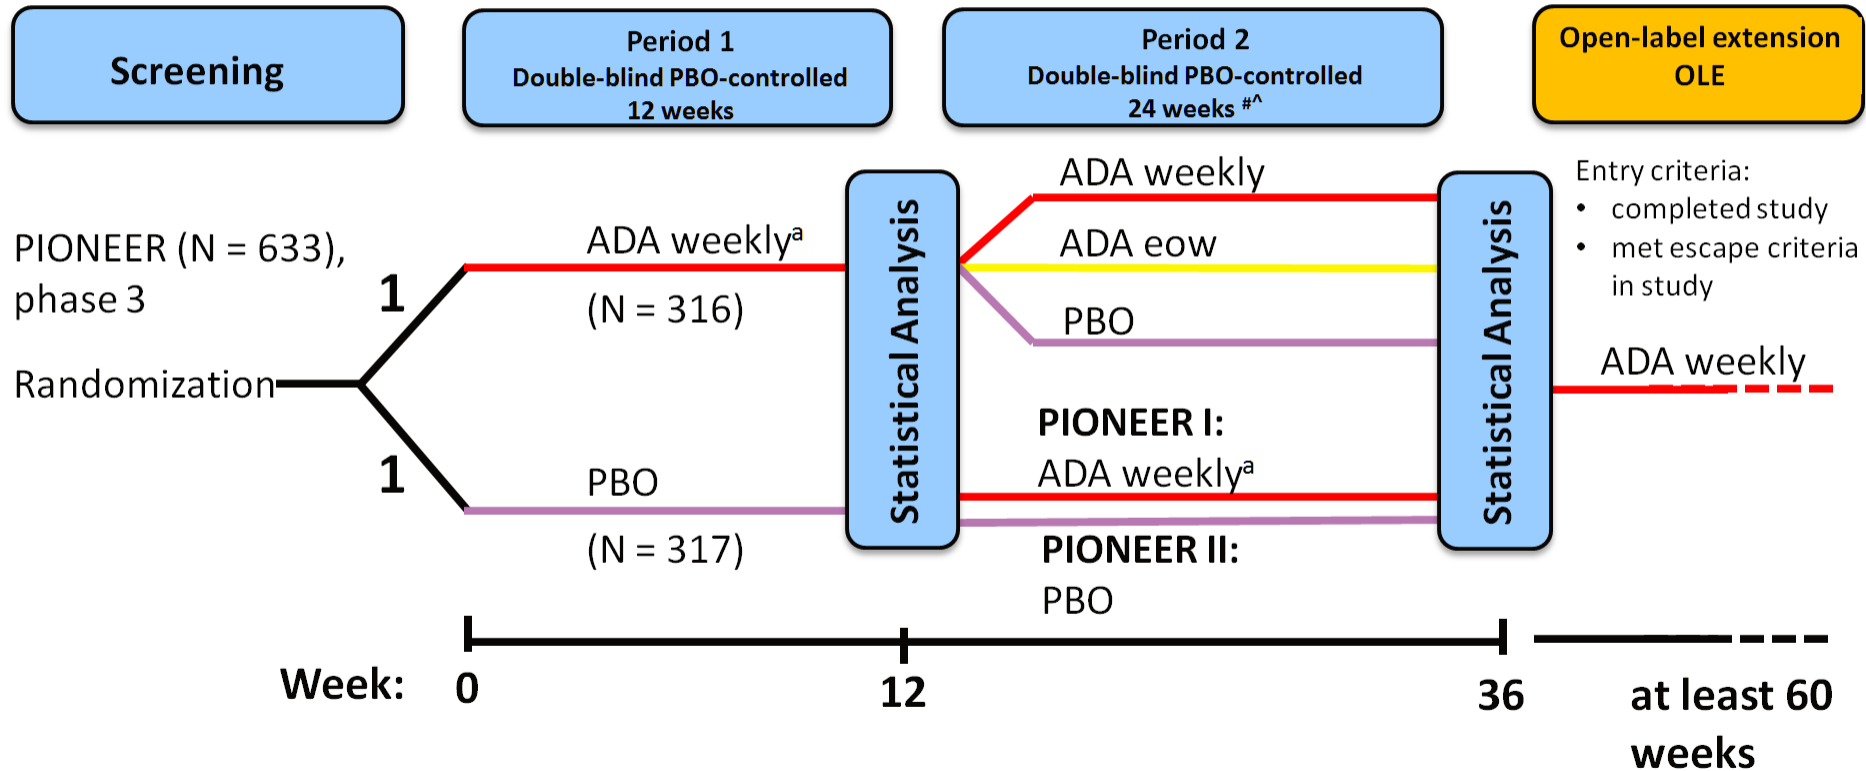 Screening
Period 1
Double-blind PBO-controlled
12 weeks
Period 2
Double-blind PBO-controlled
24 weeks #^
Open-label extension
OLE
PIONEER (N = 633),
phase 3
Randomization
1
1
ADA weeklyᵃ
(N = 316)
PBO
(N = 317)
Statistical Analysis
ADA weekly
ADA eow
PBO
PIONEER I:
ADA weeklyᵃ
PIONEER II:
PBO
Statistical Analysis
Entry criteria:
• completed study
• met escape criteria
in study
ADA weekly
Week: 0 12 36 at least 60
weeks